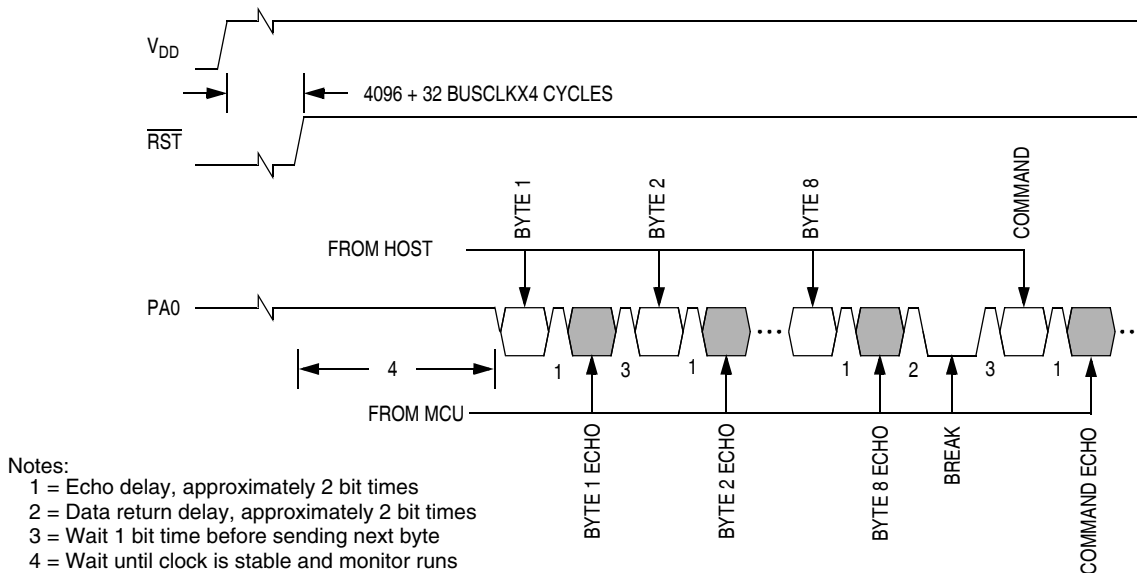 VDD
4096 + 32 BUSCLKX4 CYCLES
RST
BYTE 1
BYTE 2
BYTE 8
COMMAND
FROM HOST
PA0
...
...
1
3
1
1
2
3
1
4
FROM MCU
BYTE 1 ECHO
BYTE 2 ECHO
BYTE 8 ECHO
BREAK
COMMAND ECHO
Notes:
1 = Echo delay, approximately 2 bit times
2 = Data return delay, approximately 2 bit times
3 = Wait 1 bit time before sending next byte
4 = Wait until clock is stable and monitor runs